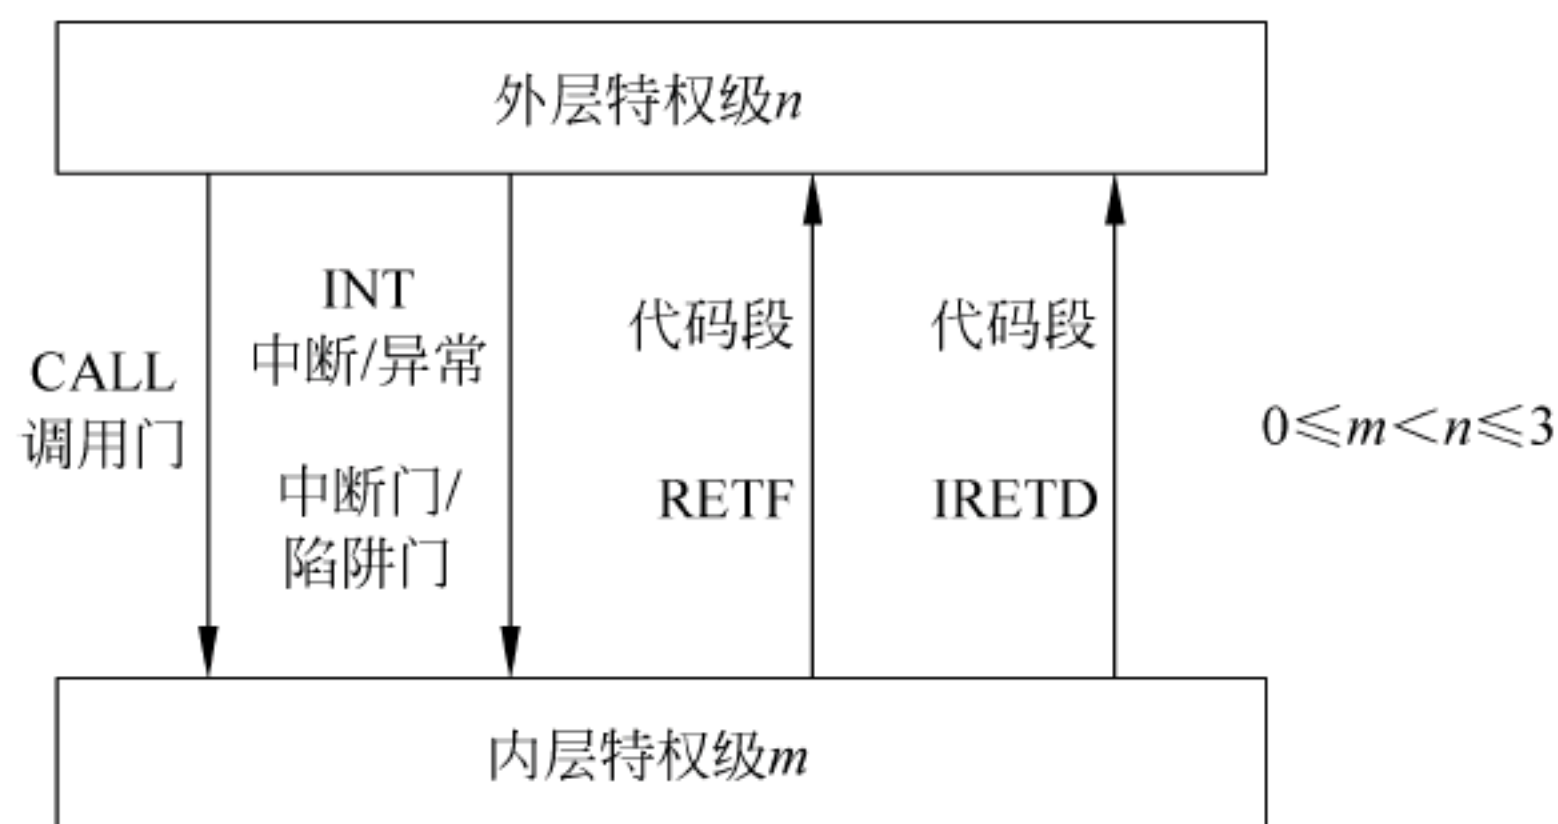 外层特权级n
CALL
调用门
INT
中断/异常
中断门/
陷阱门
代码段
RETF
代码段
IRETD
0≤m<n≤3
内层特权级m